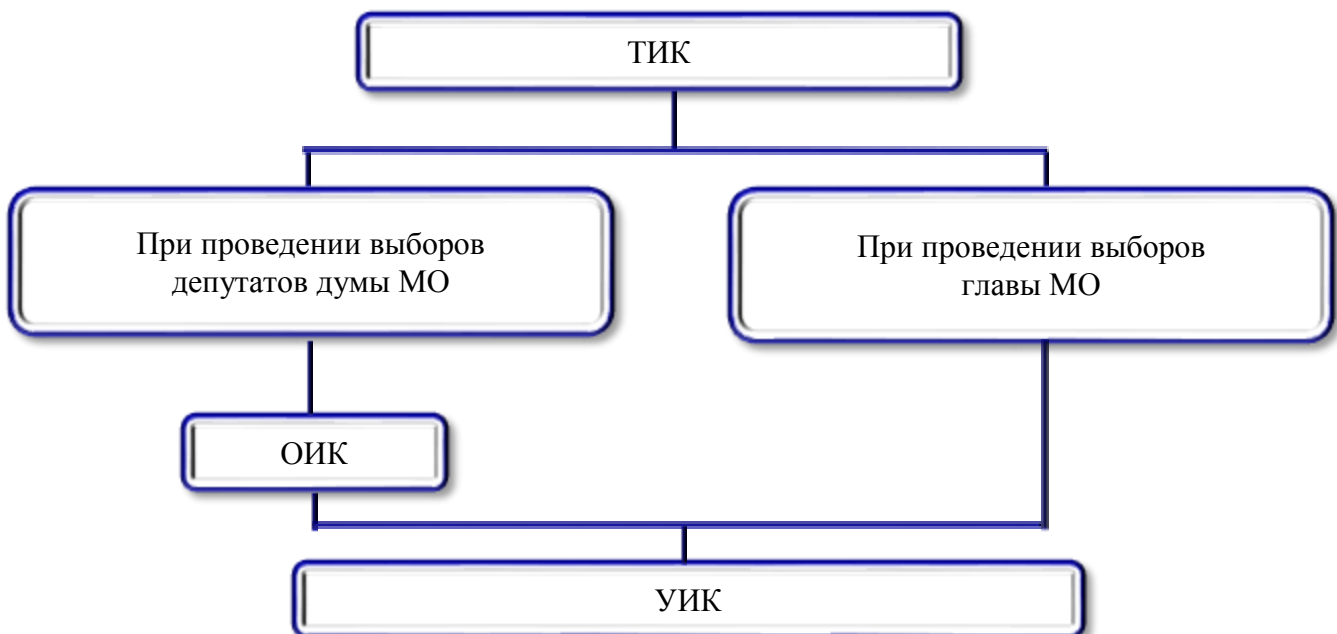 ТИК
При проведении выборов
депутатов думы МО
При проведении выборов
главы МО
ОИК
УИК